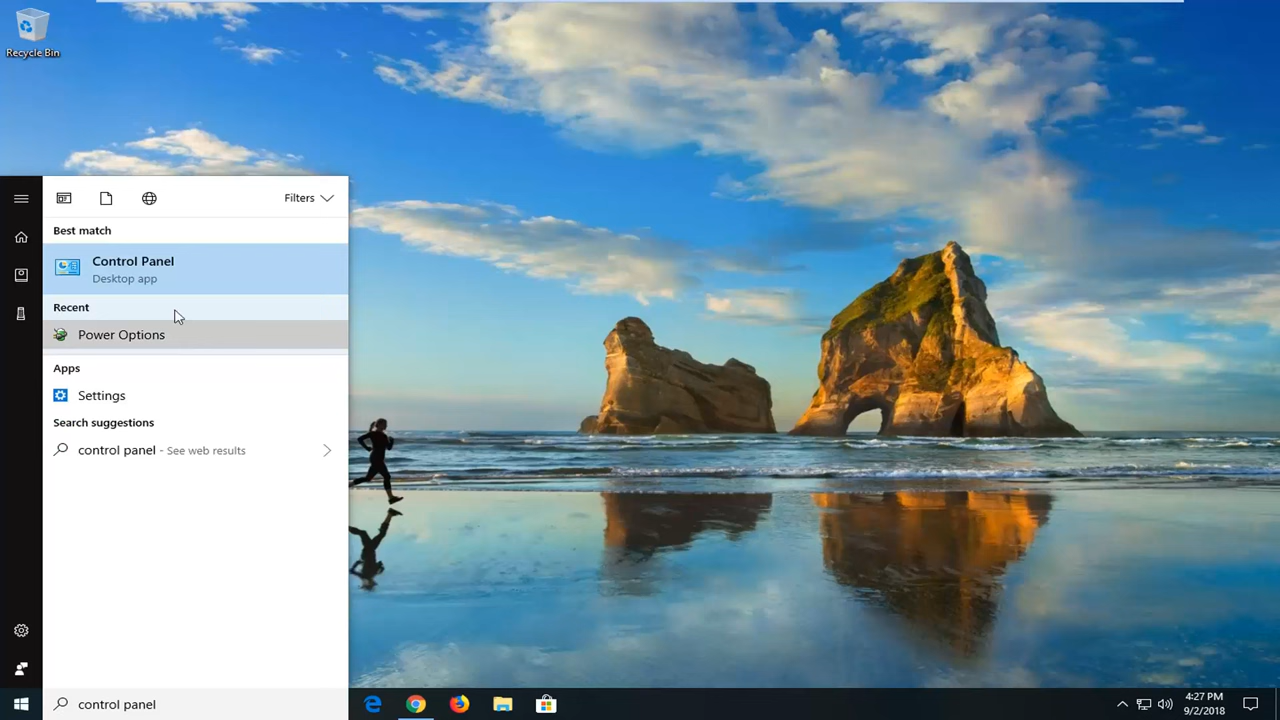 Recycle Bin
Filters
Best match
Control Panel
Desktop app
Recent
Power Options
Apps
Settings
Search suggestions
control panel - See web results
control panel
4:27 PM
9/2/2018